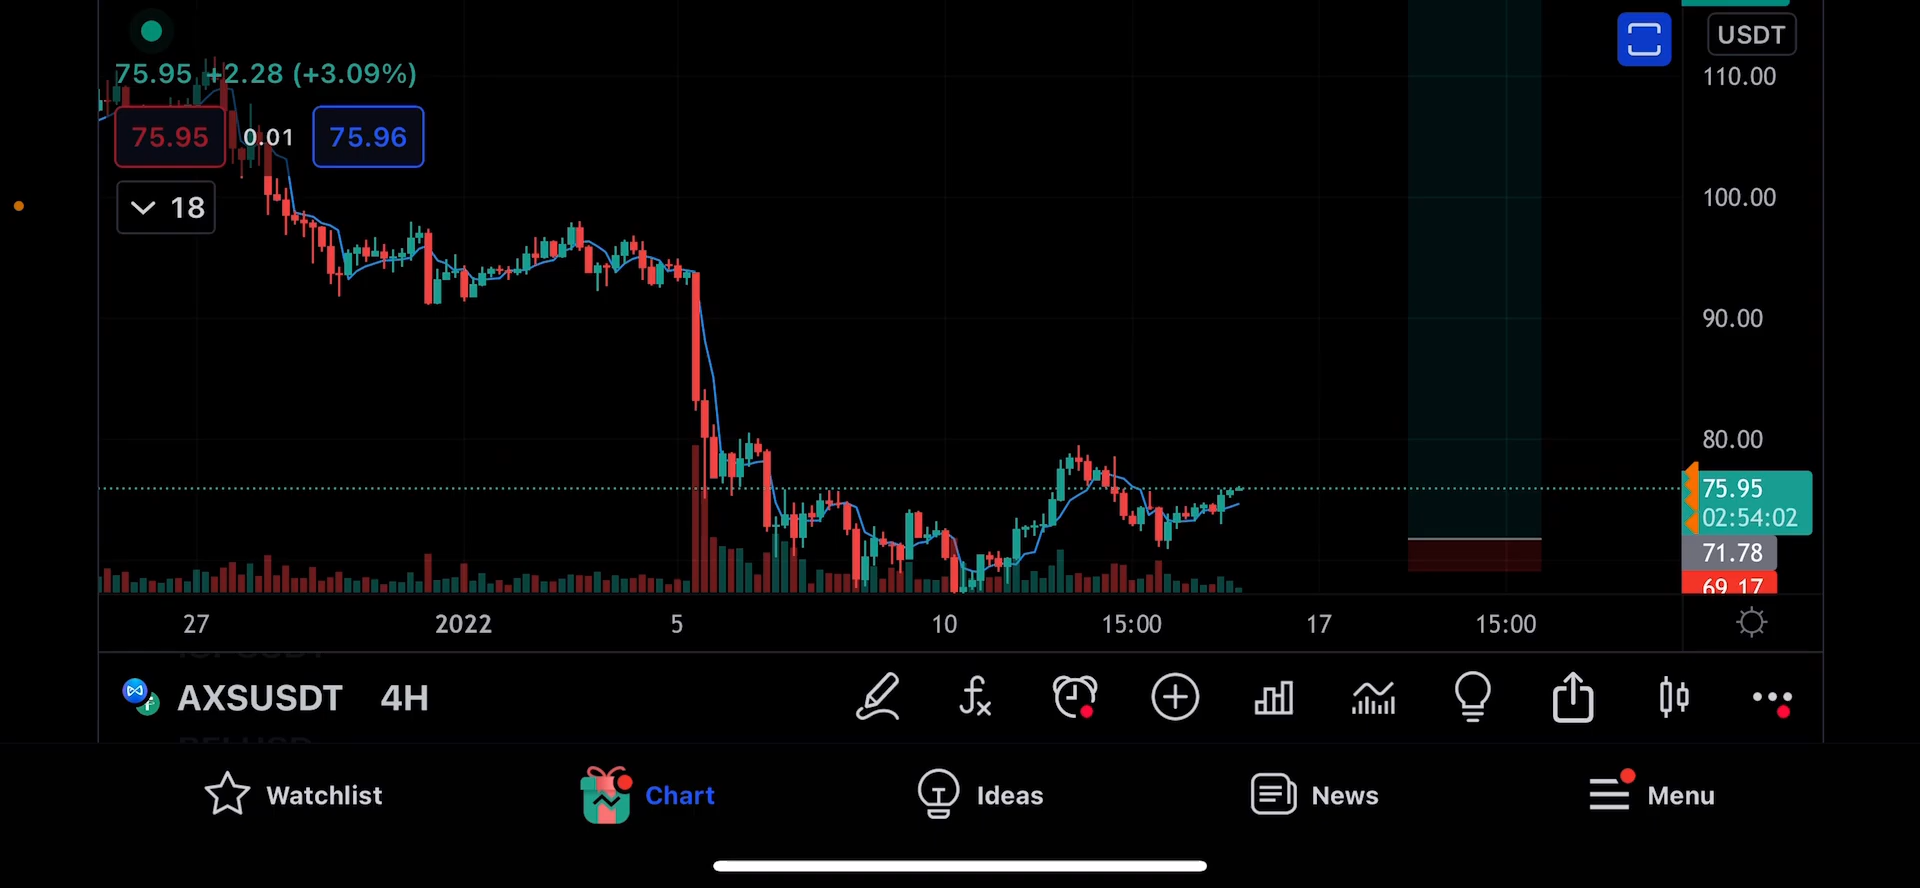 USDT
110.00
75.95 +2.28 (+3.09%)
75.95 0.01 75.96
18
100.00
90.00
80.00
75.95
02:54:02
71.78
69.17
27 2022 5 10 15:00 17 15:00
AXSUSDT 4H
Watchlist Chart Ideas News Menu